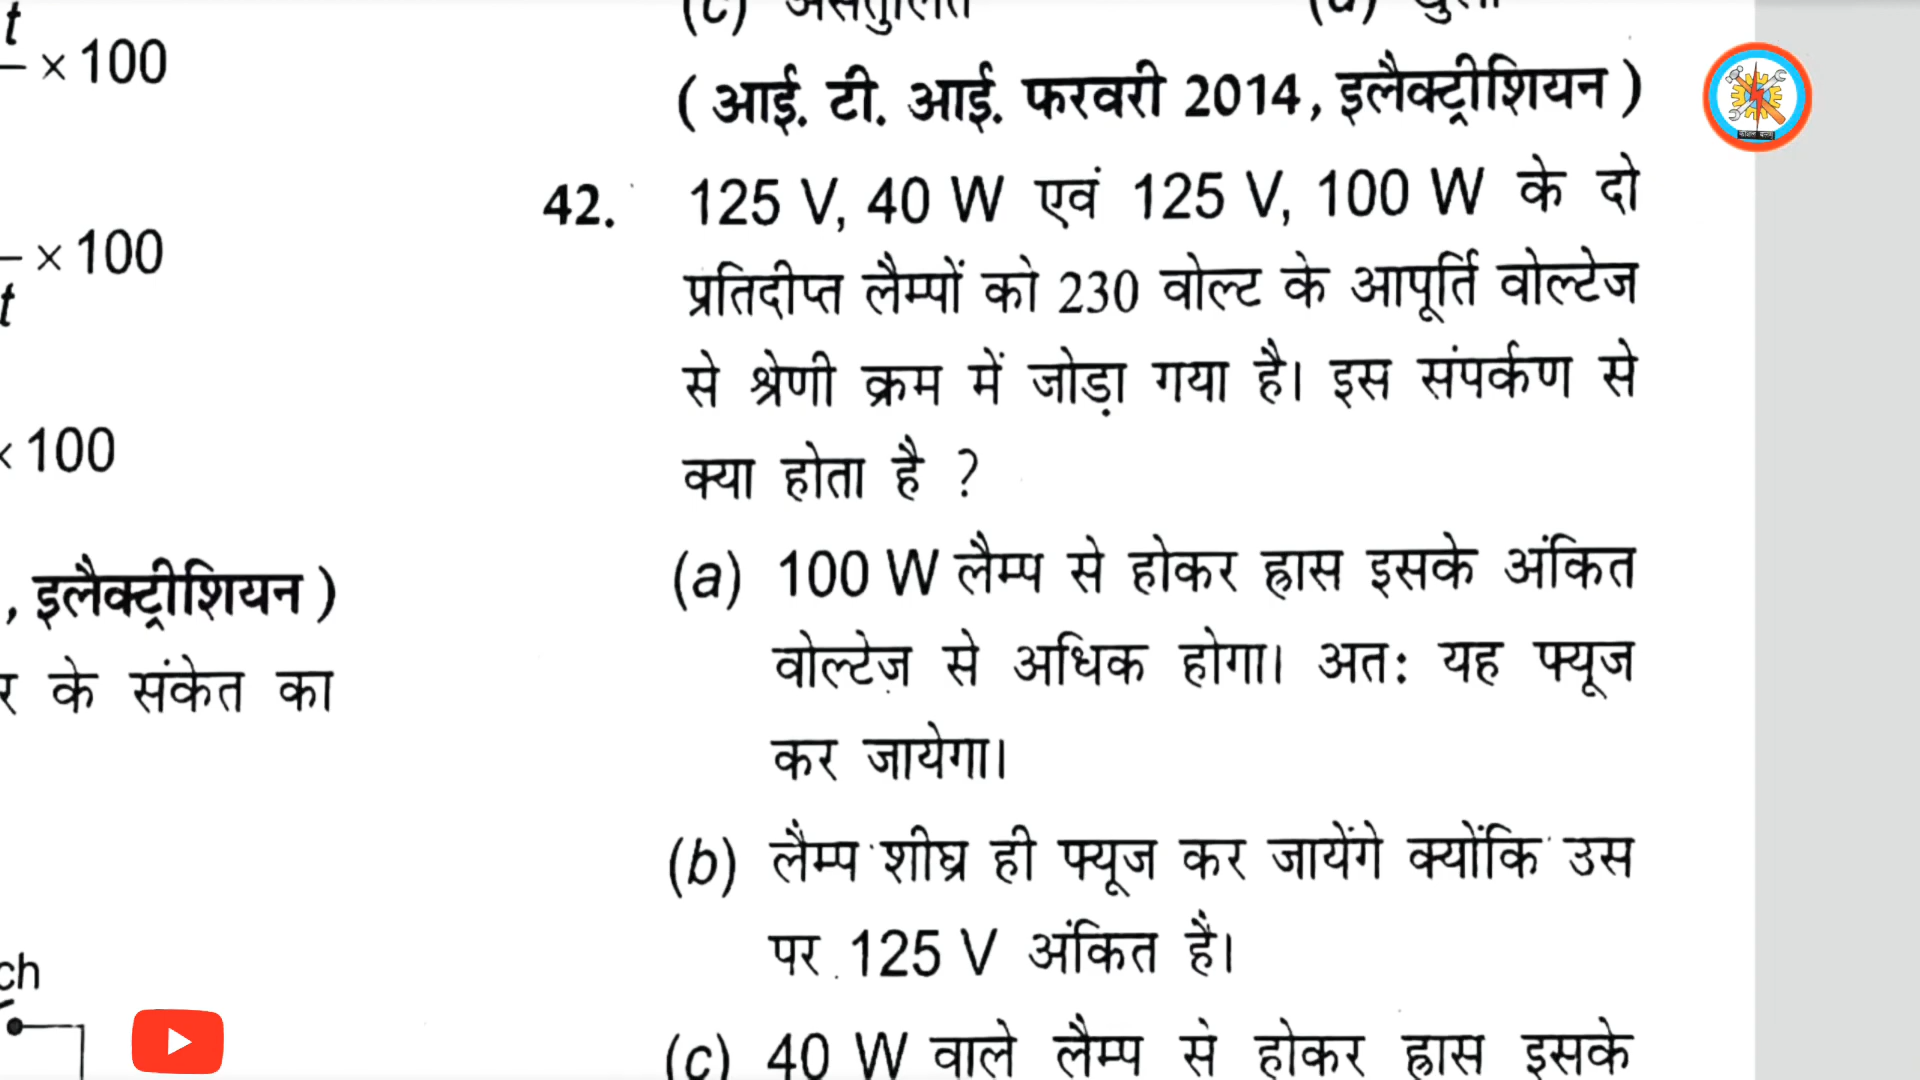 t
× 100
× 100
t
× 100
, इलैक्ट्रीशियन )
र के संकेत का
ch
(c) असंतुलित (d) खुला
( आई. टी. आई. फरवरी 2014, इलैक्ट्रीशियन )
42. 125 V, 40 W एवं 125 V, 100 W के दो
प्रतिदीप्त लैम्पों को 230 वोल्ट के आपूर्ति वोल्टेज
से श्रेणी क्रम में जोड़ा गया है। इस संपर्कण से
क्या होता है ?
(a) 100 W लैम्प से होकर ह्रास इसके अंकित
वोल्टेज़ से अधिक होगा। अतः यह फ्यूज
कर जायेगा।
(b) लैम्प शीघ्र ही फ्यूज कर जायेंगे क्योंकि उस
पर 125 V अंकित है।
(c) 40 W वाले लैम्प से होकर ह्रास इसके